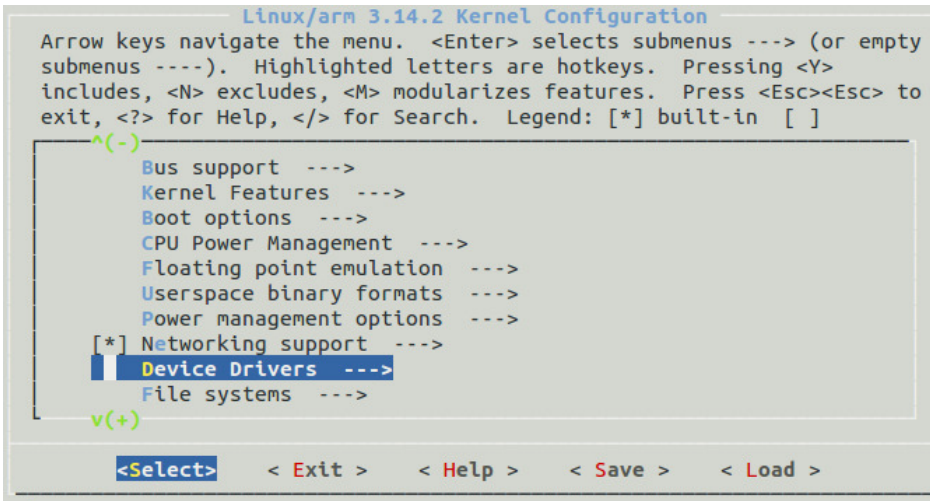 Linux/arm 3.14.2 Kernel Configuration
Arrow keys navigate the menu.  <Enter> selects submenus ---> (or empty
submenus ----).  Highlighted letters are hotkeys.  Pressing <Y>
includes, <N> excludes, <M> modularizes features.  Press <Esc><Esc> to
exit, <?> for Help, </> for Search.  Legend: [*] built-in  [ ]
^(-)
Bus support  --->
Kernel Features  --->
Boot options  --->
CPU Power Management  --->
Floating point emulation  --->
Userspace binary formats  --->
Power management options  --->
[*] Networking support  --->
Device Drivers  --->
File systems  --->
v(+)
<Select>    < Exit >    < Help >    < Save >    < Load >